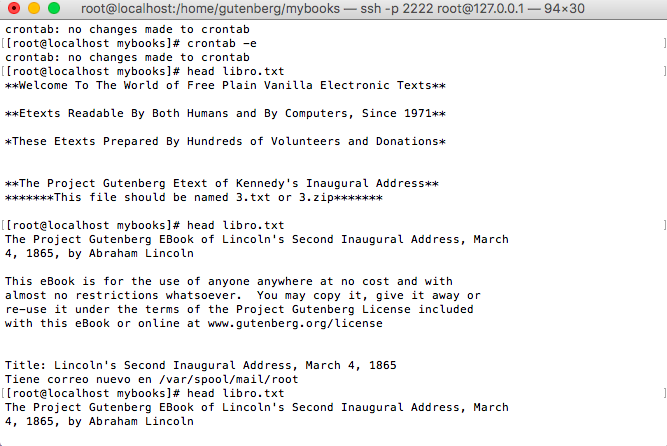 root@localhost:/home/gutenberg/mybooks — ssh -p 2222 root@127.0.0.1 — 94×30
crontab: no changes made to crontab
[[root@localhost mybooks]# crontab -e ]
crontab: no changes made to crontab
[[root@localhost mybooks]# head libro.txt ]
**Welcome To The World of Free Plain Vanilla Electronic Texts**
**Etexts Readable By Both Humans and By Computers, Since 1971**
*These Etexts Prepared By Hundreds of Volunteers and Donations*
**The Project Gutenberg Etext of Kennedy's Inaugural Address**
*******This file should be named 3.txt or 3.zip*******
[[root@localhost mybooks]# head libro.txt ]
The Project Gutenberg EBook of Lincoln's Second Inaugural Address, March
4, 1865, by Abraham Lincoln
This eBook is for the use of anyone anywhere at no cost and with
almost no restrictions whatsoever.  You may copy it, give it away or
re-use it under the terms of the Project Gutenberg License included
with this eBook or online at www.gutenberg.org/license
Title: Lincoln's Second Inaugural Address, March 4, 1865
Tiene correo nuevo en /var/spool/mail/root
[[root@localhost mybooks]# head libro.txt ]
The Project Gutenberg EBook of Lincoln's Second Inaugural Address, March
4, 1865, by Abraham Lincoln